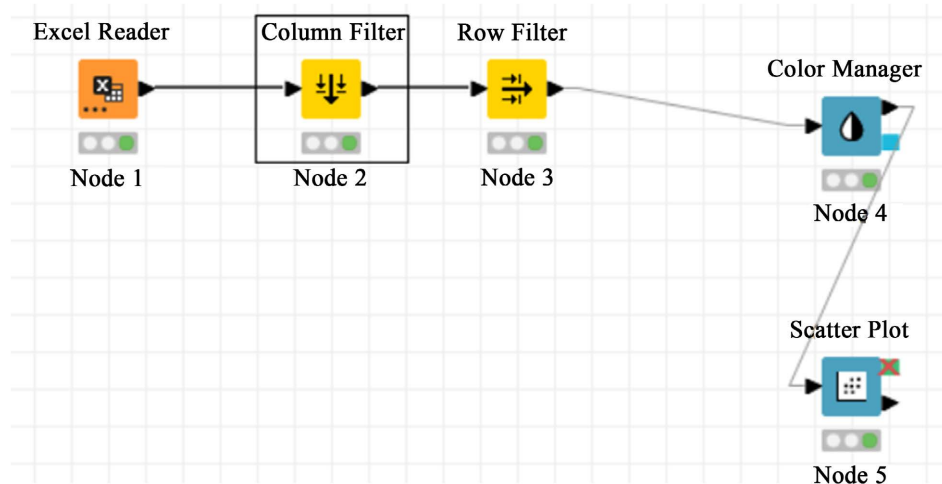 Excel Reader
Column Filter
Row Filter
Color Manager
Node 1
Node 2
Node 3
Node 4
Scatter Plot
Node 5